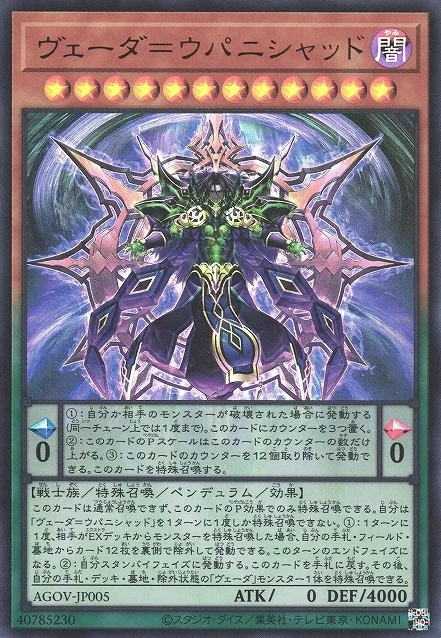 ヴェーダ＝ウパニシャッド 闇
①：自分か相手のモンスターが破壊された場合に発動する
(同一チェーン上では1度まで)。このカードにカウンターを3つ置く。
②：このカードのPスケールはこのカードのカウンターの数だけ
上がる。③：このカードのカウンターを12個取り除いて発動で
きる。このカードを特殊召喚する。
0
0
【戦士族／特殊召喚／ペンデュラム／効果】
このカードは通常召喚できず、このカードのP効果でのみ特殊召喚できる。自分は
「ヴェーダ＝ウパニシャッド」を1ターンに1度しか特殊召喚できない。①：1ターンに
1度、相手がEXデッキからモンスターを特殊召喚した場合、自分の手札・フィールド・
墓地からカード12枚を裏側で除外して発動できる。このターンのエンドフェイズに
なる。②：自分スタンバイフェイズに発動できる。このカードを手札に戻す。その後、
自分の手札・デッキ・墓地・除外状態の「ヴェーダ」モンスター1体を特殊召喚できる。
AGOV-JP005 ATK/ 0 DEF/4000
40785230 ©スタジオ・ダイス／集英社・テレビ東京・KONAMI